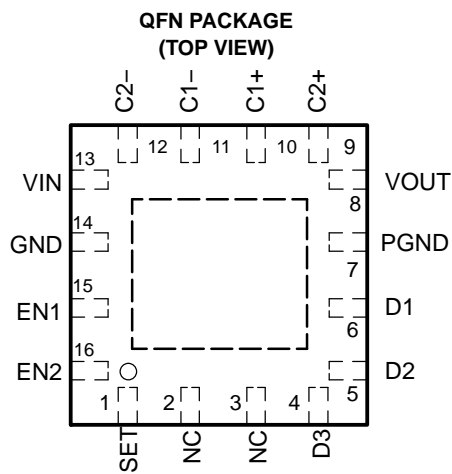 QFN PACKAGE
(TOP VIEW)
C2−
C1−
C1+
C2+
12
11
10
9
13
VIN
VOUT
8
14
GND
PGND
7
15
EN1
D1
6
16
EN2
D2
5
1
2
3
4
SET
NC
NC
D3